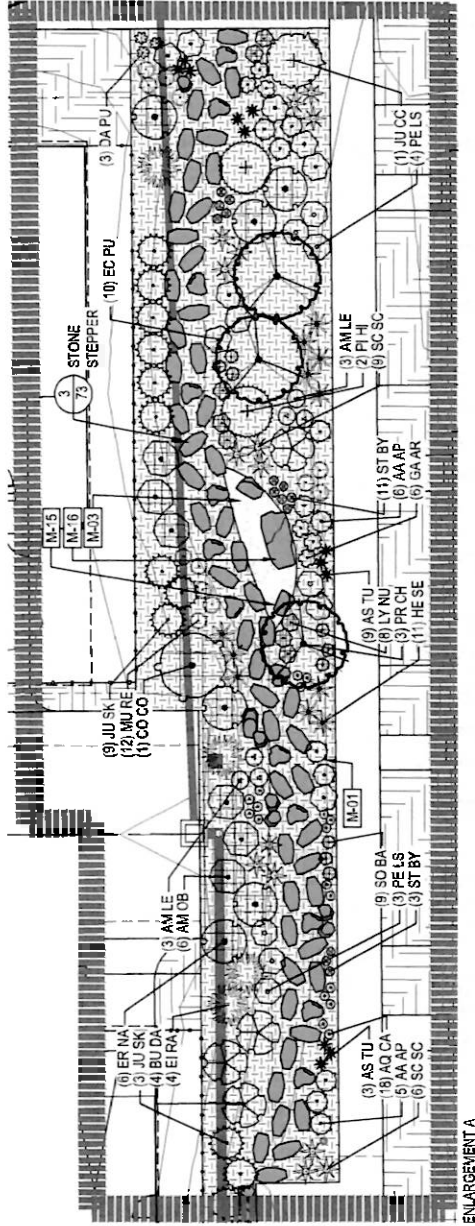 (6) ER NA
(3) JU SK
(4) BU DA
(4) EI RA
(3) AM LE
(6) AM OB
(9) JU SK
(12) MU RE
(1) CO CO
M-15
M-16
M-03
3
73
STONE
STEPPER
(10) EC PU
(3) DA PU
(3) AS TU
(18) AQ CA
(5) AA AP
(6) SC SC
(9) SO BA
(3) PE LS
(3) ST BY
M-01
(9) AS TU
(8) LY NU
(3) PR CH
(11) HE SE
(11) ST BY
(6) AA AP
(6) GA AR
(3) AM LE
(2) PI HI
(9) SC SC
(1) JU CC
(4) PE LS
ENLARGEMENT A